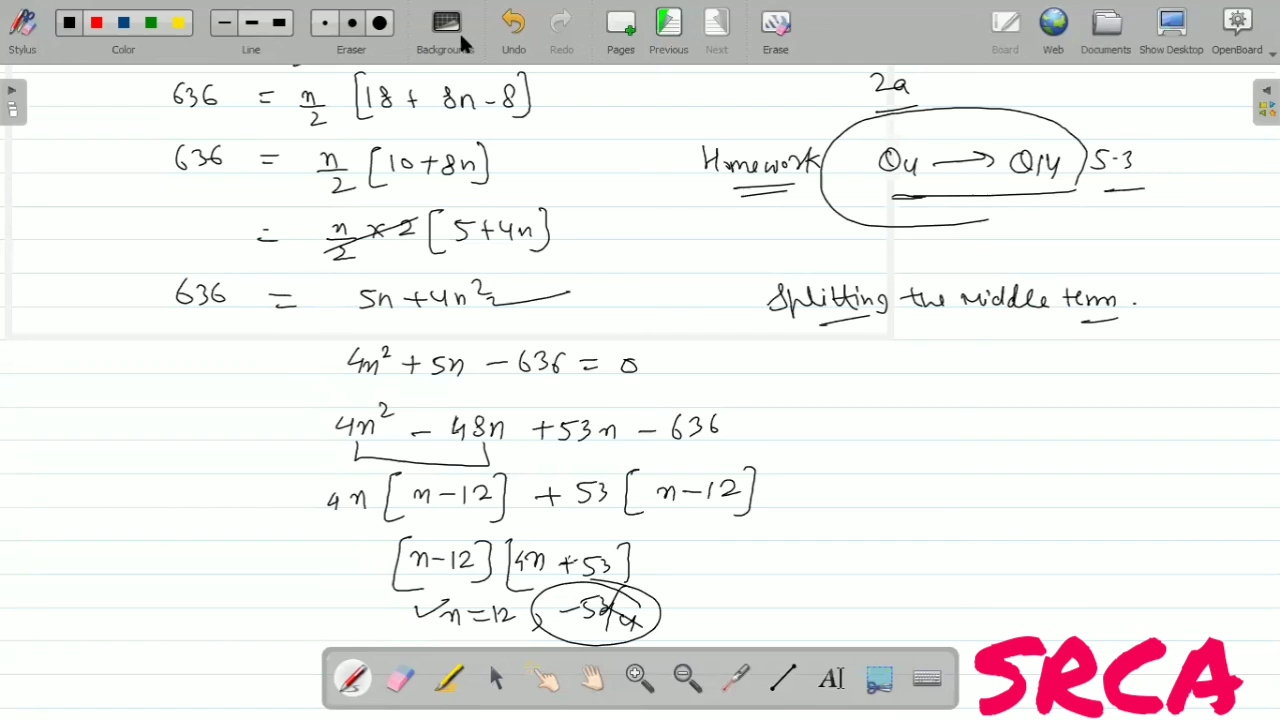 Stylus Color Line Eraser Backgrounds Undo Redo Pages Previous Next Erase Board Web Documents Show Desktop OpenBoard
636 = n/2 [18 + 8n - 8]
2a
636 = n/2 [10 + 8n]
Homework Q4 → Q14 5.3
= n/2 × 2 [5 + 4n]
636 = 5n + 4n²
Splitting the middle term.
4n² + 5n - 636 = 0
4n² - 48n + 53n - 636
4n [n - 12] + 53 [n - 12]
[n - 12] [4n + 53]
✓n = 12, -53/4
SRCA